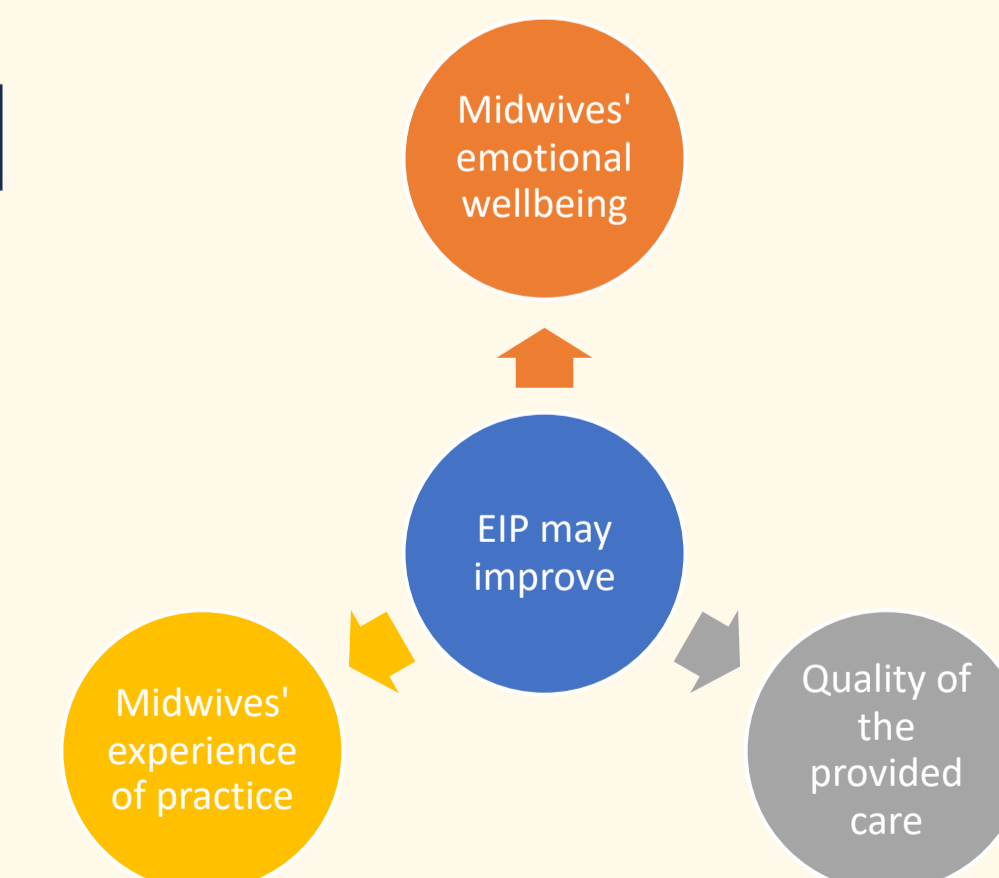 Midwives'
emotional
wellbeing
EIP may
improve
Midwives'
experience
of practice
Quality of
the
provided
care